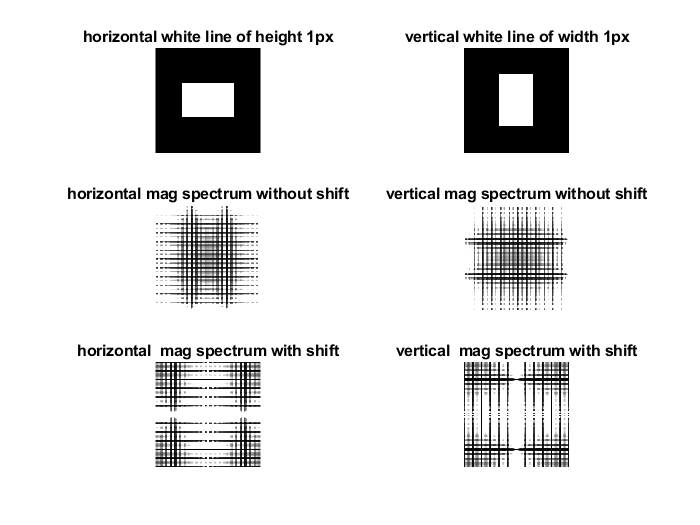 horizontal white line of height 1px
vertical white line of width 1px
horizontal mag spectrum without shift
vertical mag spectrum without shift
horizontal  mag spectrum with shift
vertical  mag spectrum with shift